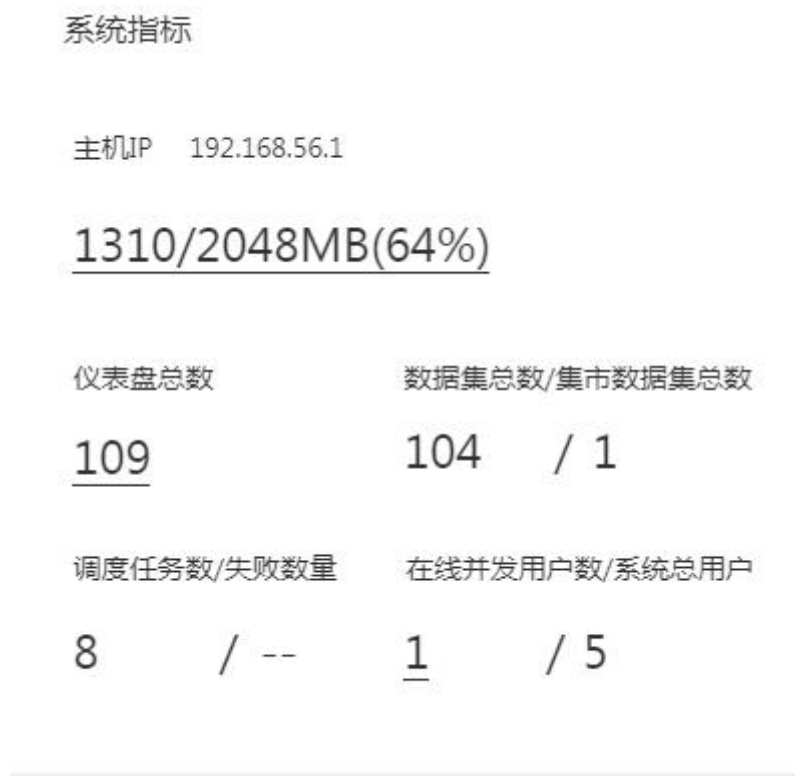 系统指标
主机IP 192.168.56.1
1310/2048MB(64%)
仪表盘总数 数据集总数/集市数据集总数
109 104 / 1
调度任务数/失败数量 在线并发用户数/系统总用户
8 / -- 1 / 5